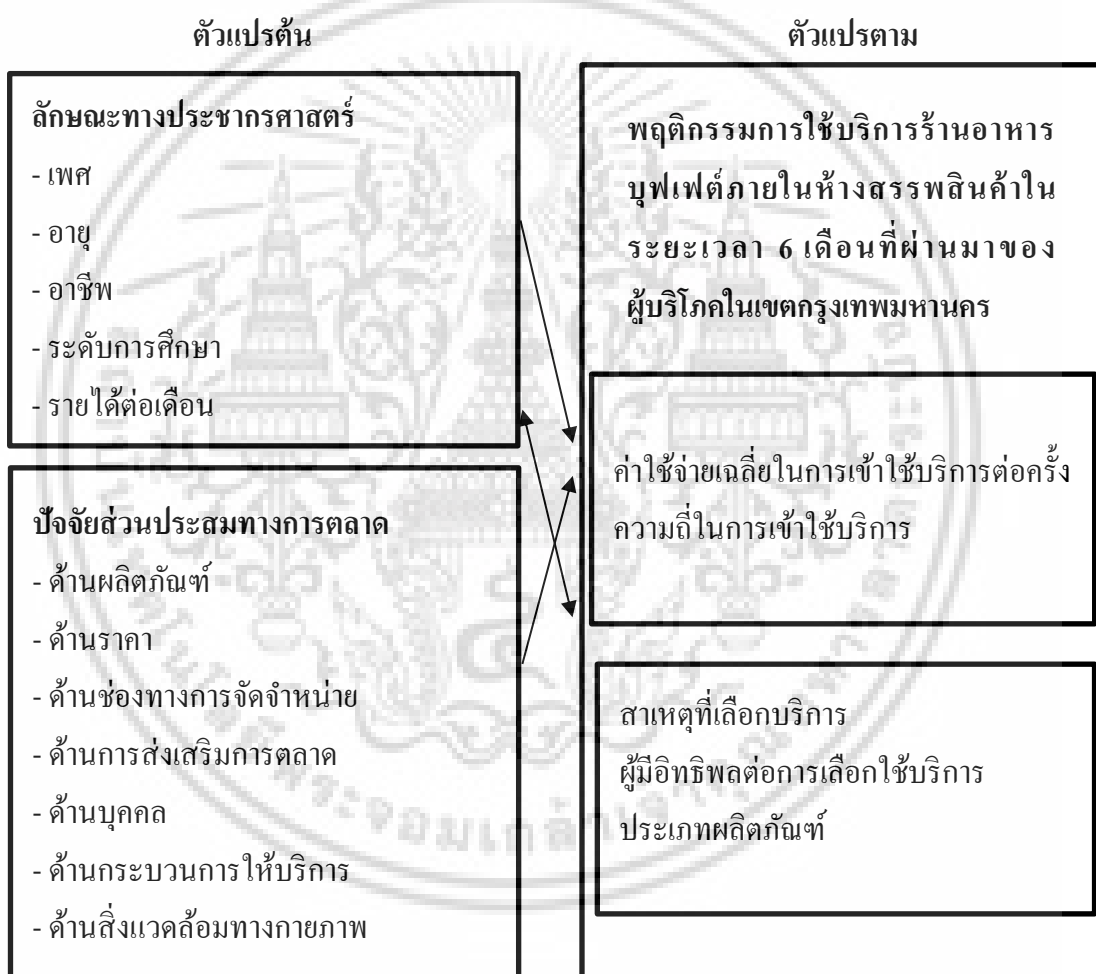 ตัวแปรต้น
ตัวแปรตาม
ลักษณะทางประชากรศาสตร์
- เพศ
- อายุ
- อาชีพ
- ระดับการศึกษา
- รายได้ต่อเดือน
ปัจจัยส่วนประสมทางการตลาด
- ด้านผลิตภัณฑ์
- ด้านราคา
- ด้านช่องทางการจัดจำหน่าย
- ด้านการส่งเสริมการตลาด
- ด้านบุคคล
- ด้านกระบวนการให้บริการ
- ด้านสิ่งแวดล้อมทางกายภาพ
พฤติกรรมการใช้บริการร้านอาหาร
บุฟเฟต์ภายในห้างสรรพสินค้าใน
ระยะเวลา 6 เดือนที่ผ่านมาของ
ผู้บริโภคในเขตกรุงเทพมหานคร
ค่าใช้จ่ายเฉลี่ยในการเข้าใช้บริการต่อครั้ง
ความถี่ในการเข้าใช้บริการ
สาเหตุที่เลือกบริการ
ผู้มีอิทธิพลต่อการเลือกใช้บริการ
ประเภทผลิตภัณฑ์